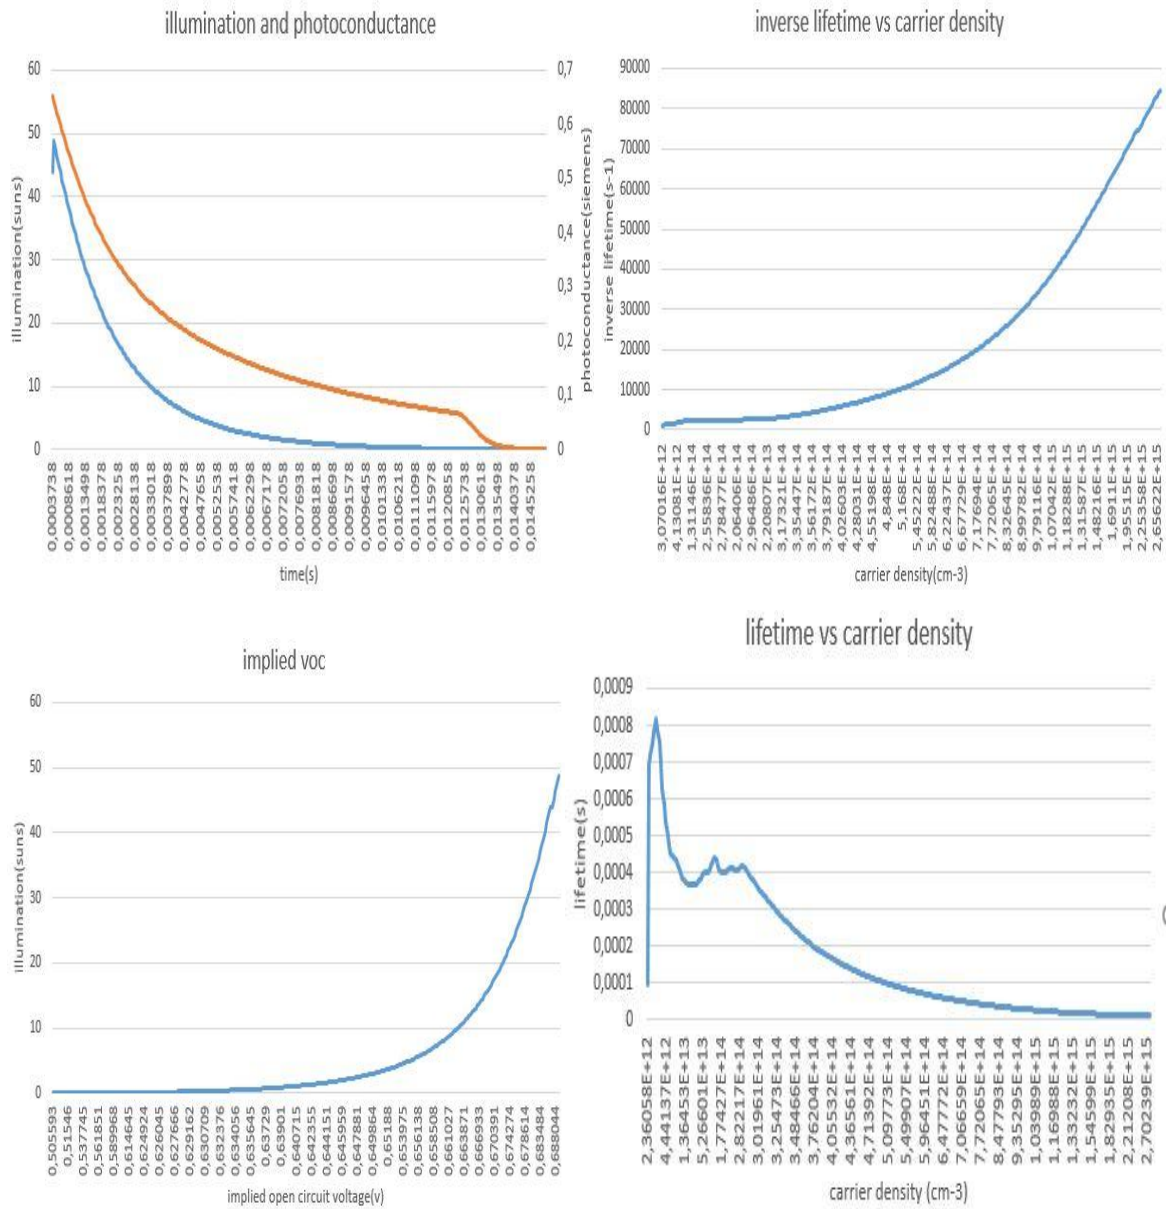 illumination and photoconductance
60
50
40
30
20
10
0
illumination(suns)
0,7
0,6
0,5
0,4
0,3
0,2
0,1
0
photoconductance(siemens)
0,0003738
0,0008618
0,0013498
0,0018378
0,0023258
0,0028138
0,0033018
0,0037898
0,0042778
0,0047658
0,0052538
0,0057418
0,0062298
0,0067178
0,0072058
0,0076938
0,0081818
0,0086698
0,0091578
0,0096458
0,0101338
0,0106218
0,0111098
0,0115978
0,0120858
0,0125738
0,0130618
0,0135498
0,0140378
0,0145258
time(s)
inverse lifetime vs carrier density
90000
80000
70000
60000
50000
40000
30000
20000
10000
0
inverse lifetime(s-1)
3,07016E+12
4,13081E+12
1,31146E+14
2,55836E+14
2,78477E+14
2,06406E+14
2,96486E+14
2,20807E+13
3,17321E+14
3,35447E+14
3,56172E+14
3,79187E+14
4,02603E+14
4,28031E+14
4,55198E+14
4,848E+14
5,168E+14
5,45222E+14
5,82488E+14
6,22437E+14
6,67729E+14
7,17694E+14
7,72065E+14
8,32645E+14
8,99782E+14
9,79116E+14
1,07042E+15
1,18288E+15
1,31587E+15
1,48216E+15
1,6911E+15
1,95515E+15
2,25358E+15
2,65622E+15
carrier density(cm-3)
implied voc
60
50
40
30
20
10
0
illumination(suns)
0,505593
0,51546
0,537745
0,561851
0,589968
0,614645
0,624924
0,626045
0,627666
0,629162
0,630709
0,632376
0,634056
0,635645
0,63729
0,63901
0,640715
0,642355
0,644151
0,645959
0,647881
0,649864
0,65188
0,653975
0,656138
0,658508
0,661027
0,663871
0,666933
0,670391
0,674274
0,678614
0,683484
0,688044
implied open circuit voltage(v)
lifetime vs carrier density
0,0009
0,0008
0,0007
0,0006
0,0005
0,0004
0,0003
0,0002
0,0001
0
lifetime(s)
2,36058E+12
4,44137E+12
1,36453E+13
5,26601E+13
1,77427E+14
2,82217E+14
3,01961E+14
3,25473E+14
3,48466E+14
3,76204E+14
4,05532E+14
4,36561E+14
4,71392E+14
5,09773E+14
5,49907E+14
5,96451E+14
6,47772E+14
7,06659E+14
7,72065E+14
8,47793E+14
9,35295E+14
1,03989E+15
1,16988E+15
1,33232E+15
1,54599E+15
1,82935E+15
2,21208E+15
2,70239E+15
carrier density (cm-3)